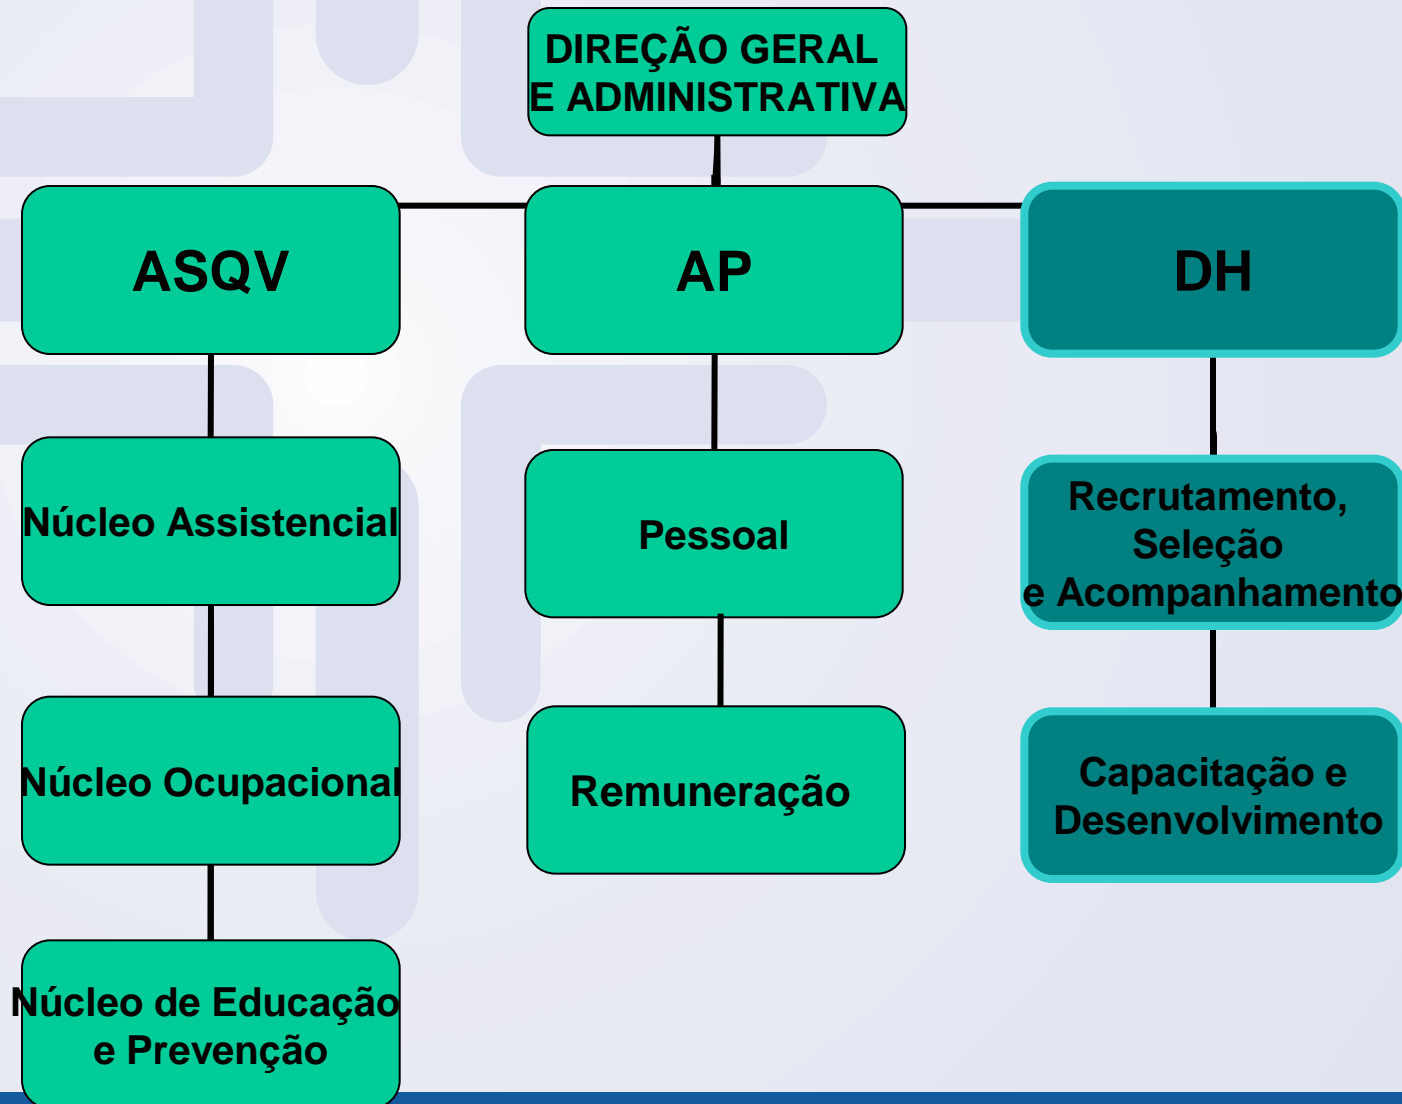 DIREÇÃO GERAL
E ADMINISTRATIVA
ASQV
AP
DH
Núcleo Assistencial
Pessoal
Recrutamento,
Seleção
e Acompanhamento
Núcleo Ocupacional
Remuneração
Capacitação e
Desenvolvimento
Núcleo de Educação
e Prevenção